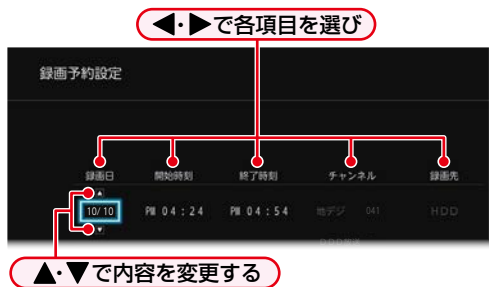 ◀・▶で各項目を選び
録画予約設定
録画日 開始時刻 終了時刻 チャンネル 録画先
▲
10/10 PM 04:24 PM 04:54 地デジ 041 HDD
▼
▲・▼で内容を変更する